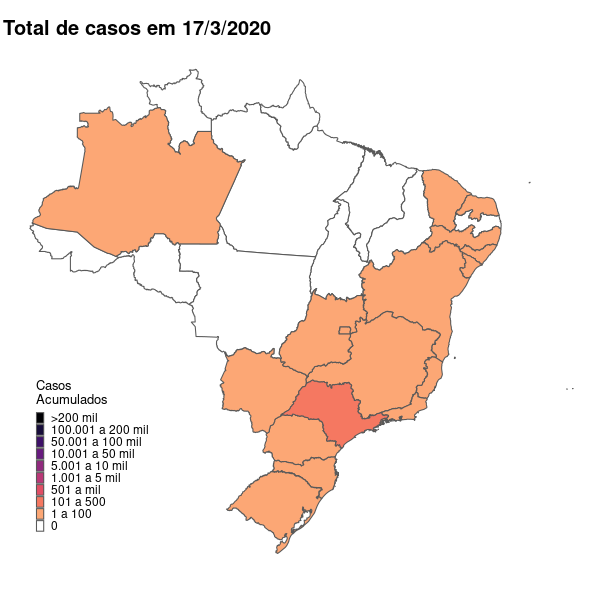 Total de casos em 17/3/2020
Casos
Acumulados
>200 mil
100.001 a 200 mil
50.001 a 100 mil
10.001 a 50 mil
5.001 a 10 mil
1.001 a 5 mil
501 a mil
101 a 500
1 a 100
0